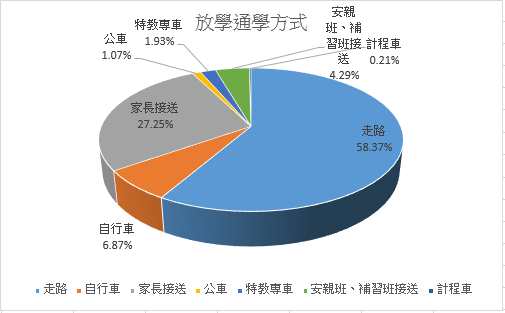 放學通學方式
特教專車
1.93%
公車
1.07%
安親
班、補
習班接
送
4.29%
計程車
0.21%
家長接送
27.25%
走路
58.37%
自行車
6.87%
走路 自行車 家長接送 公車 特教專車 安親班、補習班接送 計程車